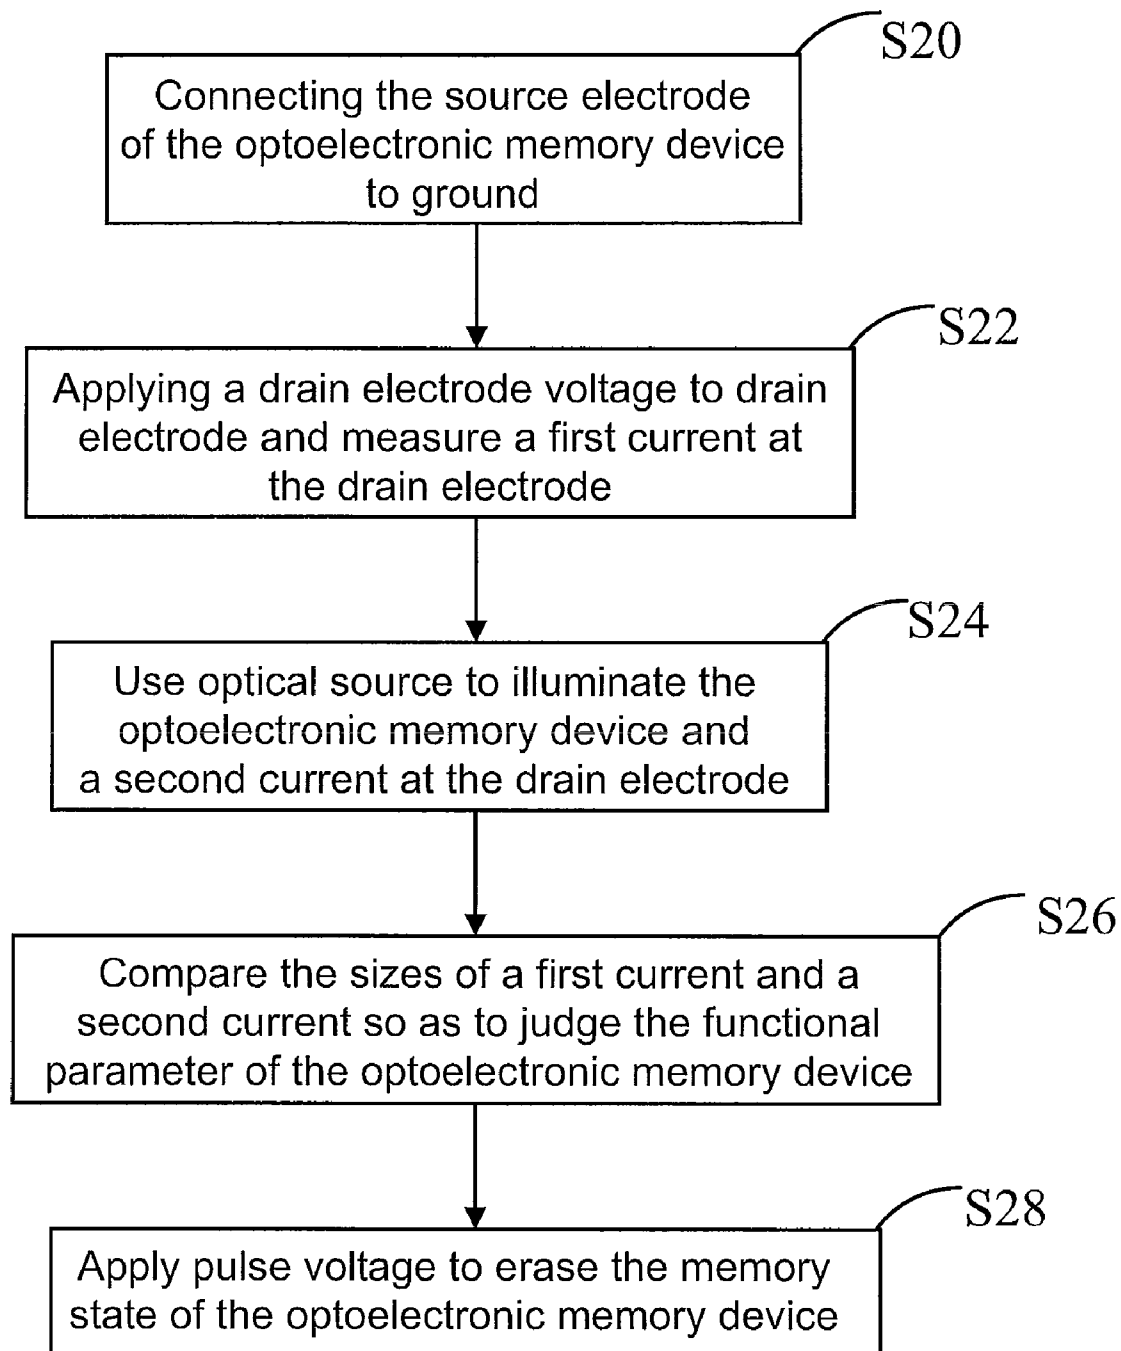 S20
Connecting the source electrode
of the optoelectronic memory device
to ground
S22
Applying a drain electrode voltage to drain
electrode and measure a first current at
the drain electrode
S24
Use optical source to illuminate the
optoelectronic memory device and
a second current at the drain electrode
S26
Compare the sizes of a first current and a
second current so as to judge the functional
parameter of the optoelectronic memory device
S28
Apply pulse voltage to erase the memory
state of the optoelectronic memory device